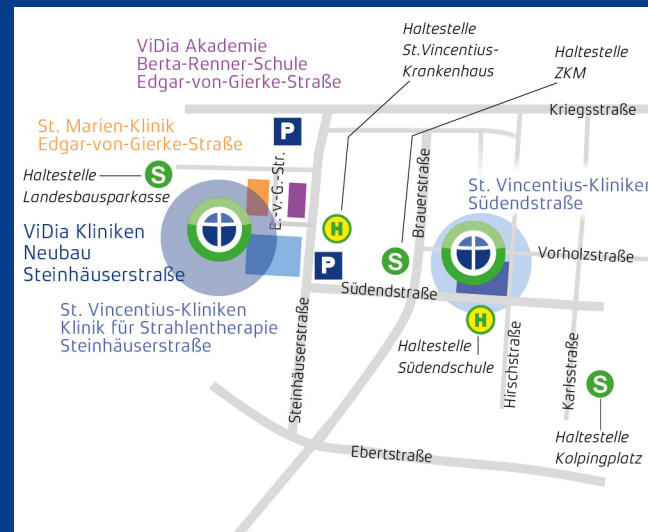 Haltestelle
St.Vincentius-
Krankenhaus
Haltestelle
ZKM
ViDia Akademie
Berta-Renner-Schule
Edgar-von-Gierke-Straße
Kriegsstraße
P
St. Marien-Klinik
Edgar-von-Gierke-Straße
E.-v.-G.-Str.
Brauerstraße
S
Haltestelle
Landesbausparkasse
St. Vincentius-Kliniken
Südendstraße
ViDia Kliniken
Neubau
Steinhäuserstraße
H
S
P
Vorholzstraße
Südendstraße
St. Vincentius-Kliniken
Klinik für Strahlentherapie
Steinhäuserstraße
Steinhäuserstraße
H
Haltestelle
Südendschule
Hirschstraße
Karlsstraße
S
Ebertstraße
Haltestelle
Kolpingplatz